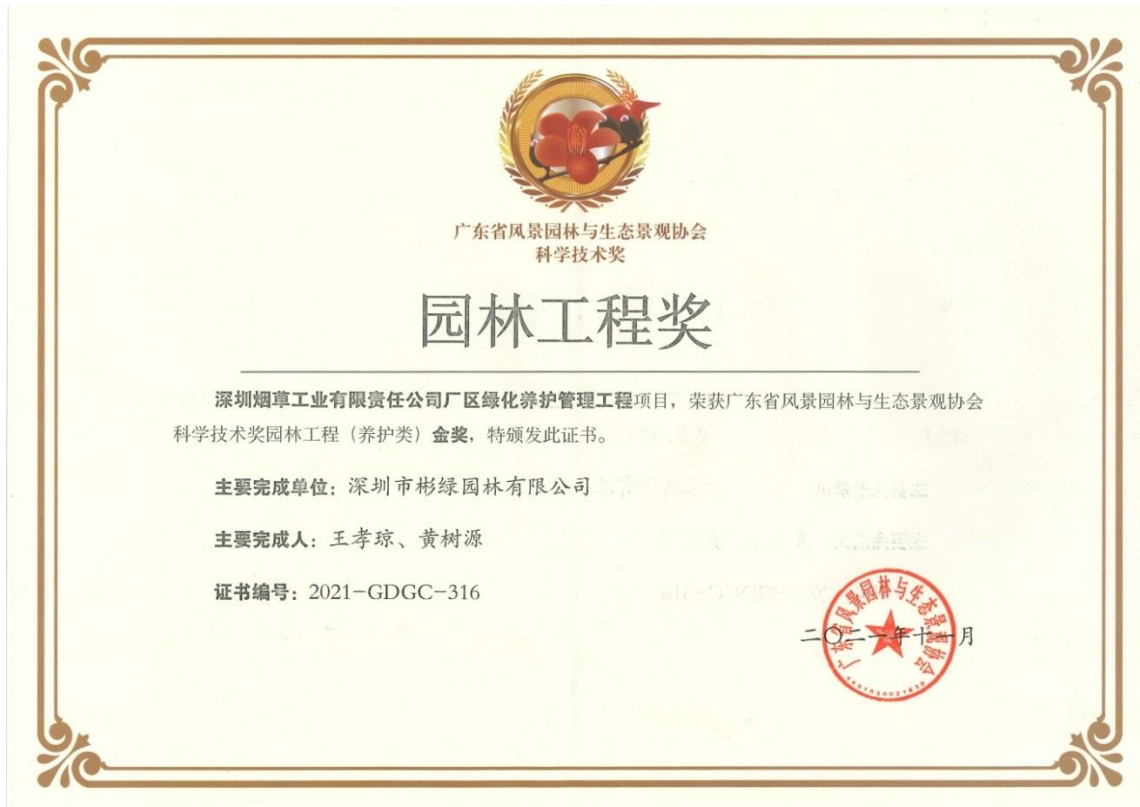 广东省风景园林与生态景观协会
科学技术奖
园林工程奖
深圳烟草工业有限责任公司厂区绿化养护管理工程项目，荣获广东省风景园林与生态景观协会
科学技术奖园林工程（养护类）金奖，特颁发此证书。
主要完成单位：深圳市彬绿园林有限公司
主要完成人：王孝琼、黄树源
证书编号：2021-GDGC-316
二〇二一年十一月
广东省风景园林与生态景观协会